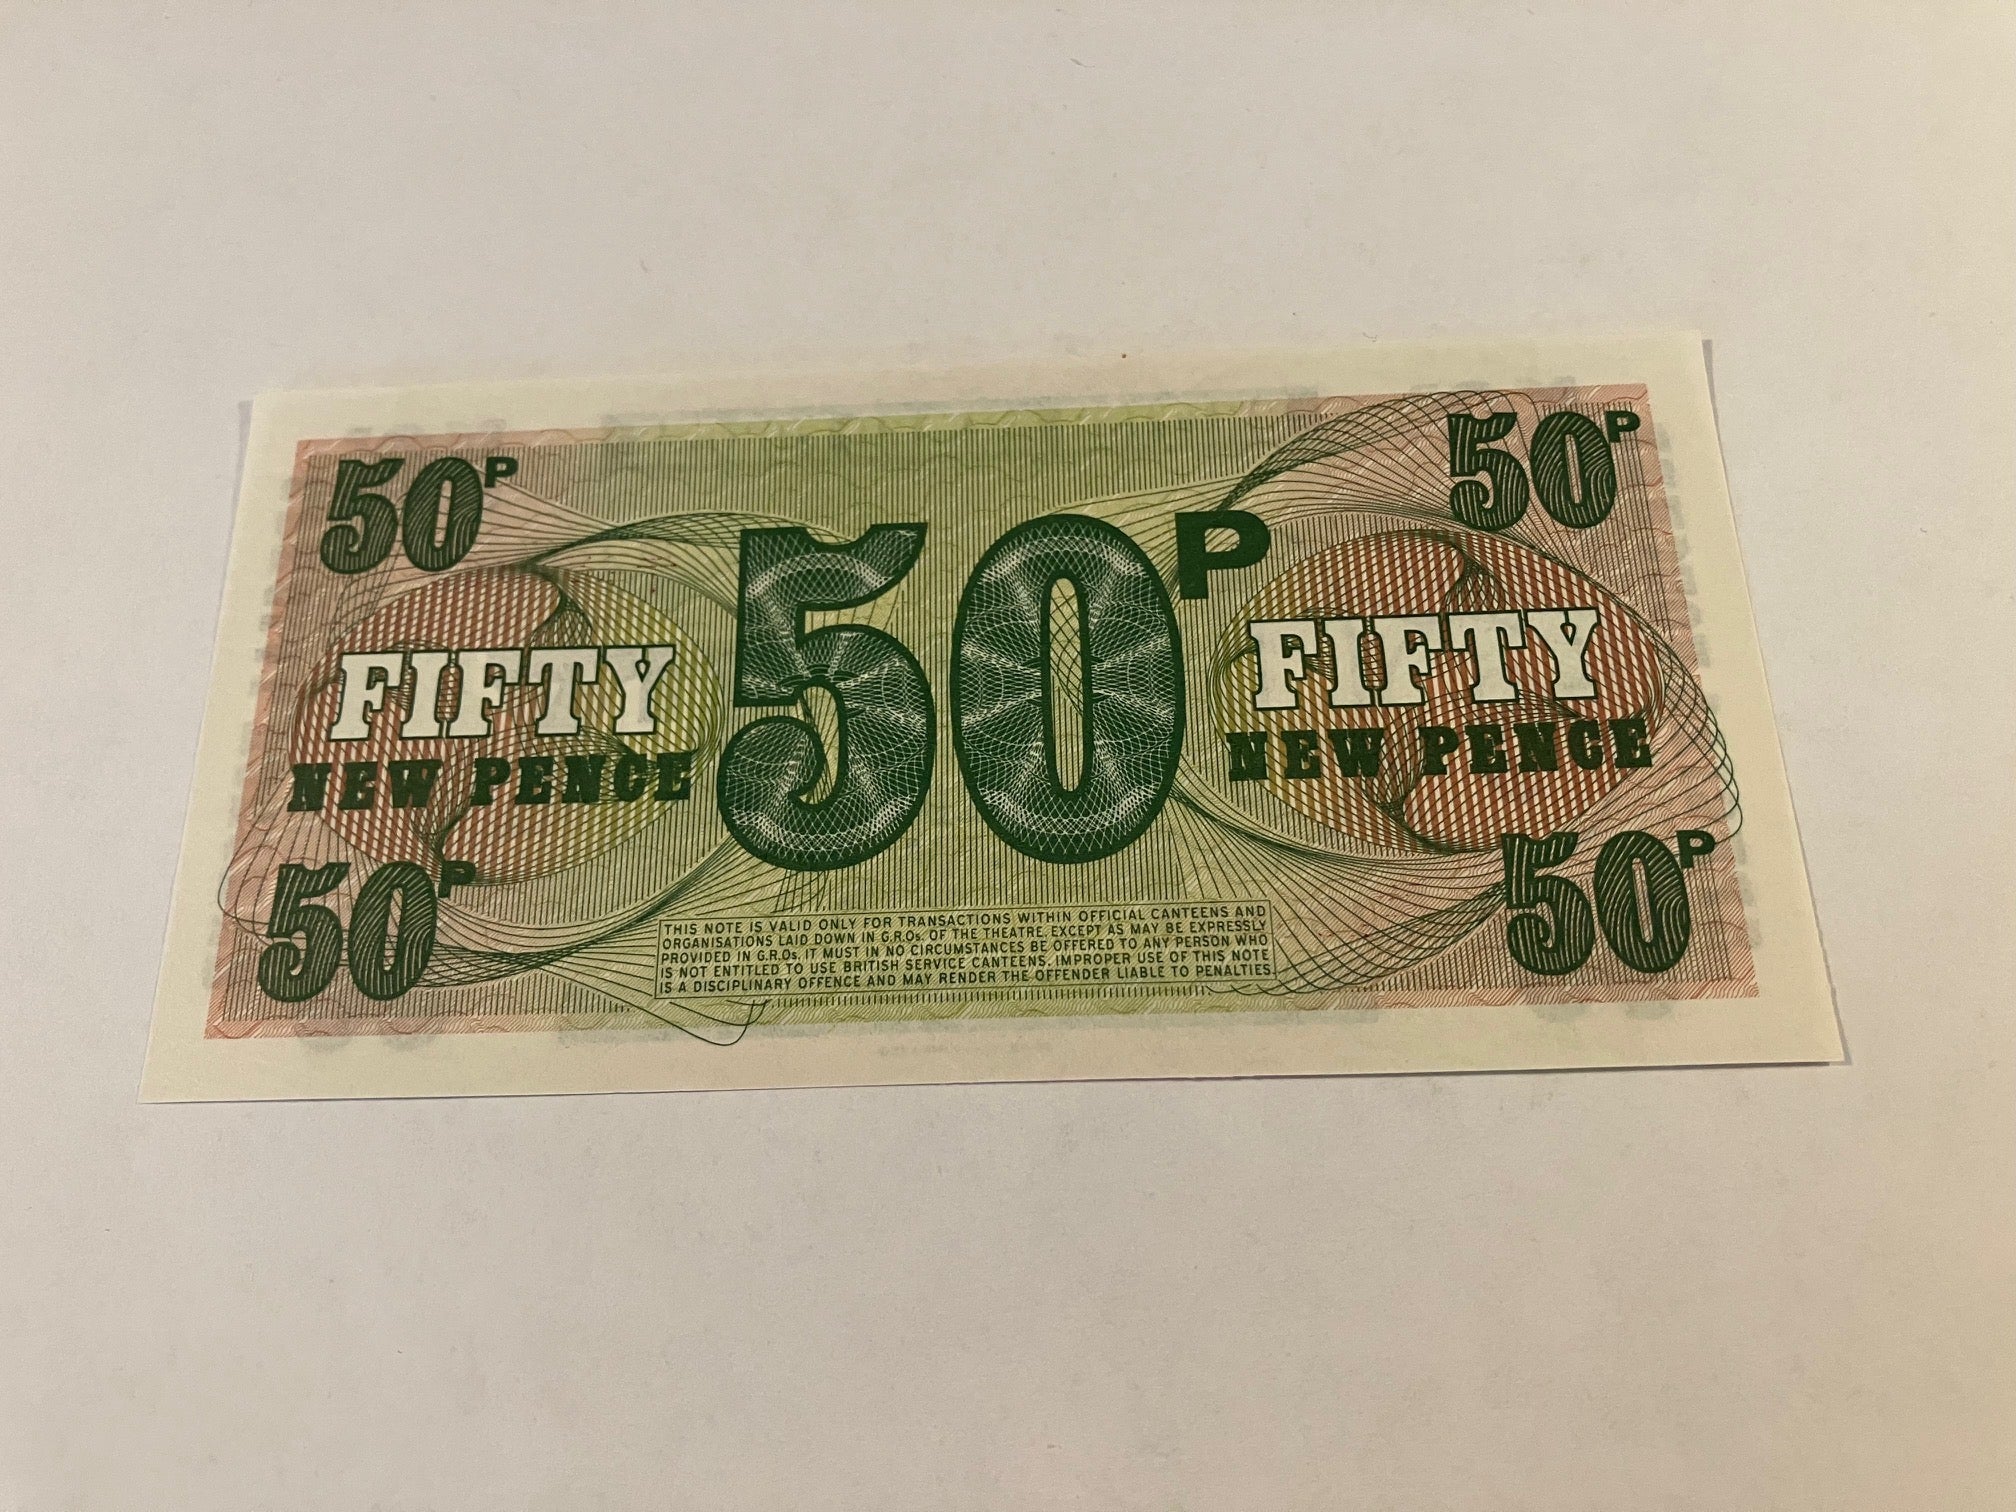 50P
50P
50P
FIFTY
NEW PENCE
FIFTY
NEW PENCE
50P
50P
THIS NOTE IS VALID ONLY FOR TRANSACTIONS WITHIN OFFICIAL CANTEENS AND
ORGANISATIONS LAID DOWN IN G.R.Os. OF THE THEATRE. EXCEPT AS MAY BE EXPRESSLY
PROVIDED IN G.R.Os. IT MUST IN NO CIRCUMSTANCES BE OFFERED TO ANY PERSON WHO
IS NOT ENTITLED TO USE BRITISH SERVICE CANTEENS. IMPROPER USE OF THIS NOTE
IS A DISCIPLINARY OFFENCE AND MAY RENDER THE OFFENDER LIABLE TO PENALTIES.